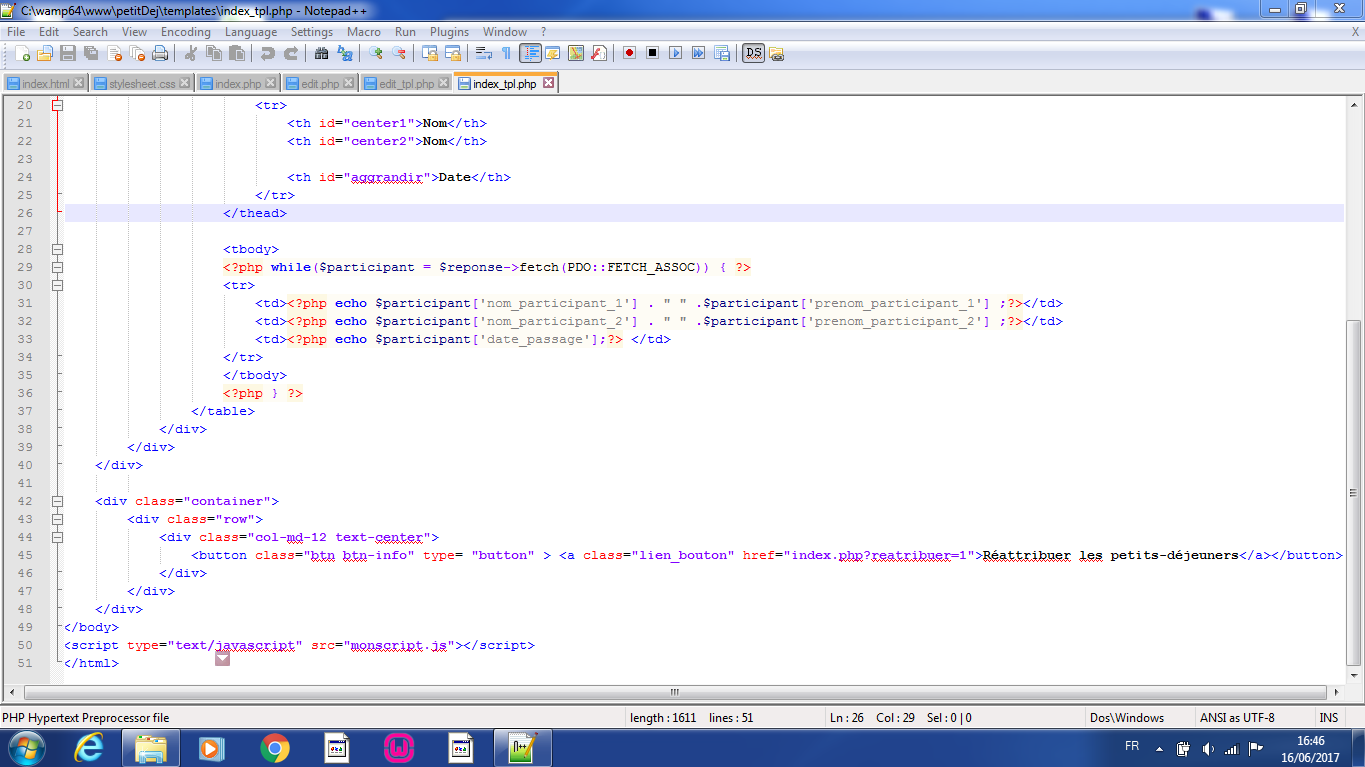 C:\wamp64\www\petitDej\templates\index_tpl.php - Notepad++
File Edit Search View Encoding Language Settings Macro Run Plugins Window ? X
index.html stylesheet.css index.php edit.php edit_tpl.php index_tpl.php
20 <tr>
21 <th id="center1">Nom</th>
22 <th id="center2">Nom</th>
23
24 <th id="aggrandir">Date</th>
25 </tr>
26 </thead>
27
28 <tbody>
29 <?php while($participant = $reponse->fetch(PDO::FETCH_ASSOC)) { ?>
30 <tr>
31 <td><?php echo $participant['nom_participant_1'] . " " .$participant['prenom_participant_1'] ;?></td>
32 <td><?php echo $participant['nom_participant_2'] . " " .$participant['prenom_participant_2'] ;?></td>
33 <td><?php echo $participant['date_passage'];?> </td>
34 </tr>
35 </tbody>
36 <?php } ?>
37 </table>
38 </div>
39 </div>
40 </div>
41
42 <div class="container">
43 <div class="row">
44 <div class="col-md-12 text-center">
45 <button class="btn btn-info" type= "button" > <a class="lien_bouton" href="index.php?reatribuer=1">Réattribuer les petits-déjeuners</a></button>
46 </div>
47 </div>
48 </div>
49 </body>
50 <script type="text/javascript" src="monscript.js"></script>
51 </html>
PHP Hypertext Preprocessor file length : 1611 lines : 51 Ln : 26 Col : 29 Sel : 0 | 0 Dos\Windows ANSI as UTF-8 INS
FR 16:46
16/06/2017